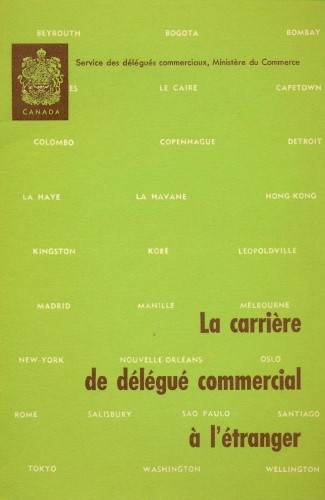 BEYROUTH BOGOTA BOMBAY
Service des délégués commerciaux, Ministère du Commerce
ES LE CAIRE CAPETOWN
CANADA
COLOMBO COPENHAGUE DETROIT
LA HAYE LA HAVANE HONG-KONG
KINGSTON KOBÉ LEOPOLDVILLE
MADRID MANILLE MELBOURNE
La carrière
NEW-YORK NOUVELLE-ORLEANS OSLO
de délégué commercial
ROME SALISBURY SAO PAULO SANTIAGO
à l'étranger
TOKYO WASHINGTON WELLINGTON